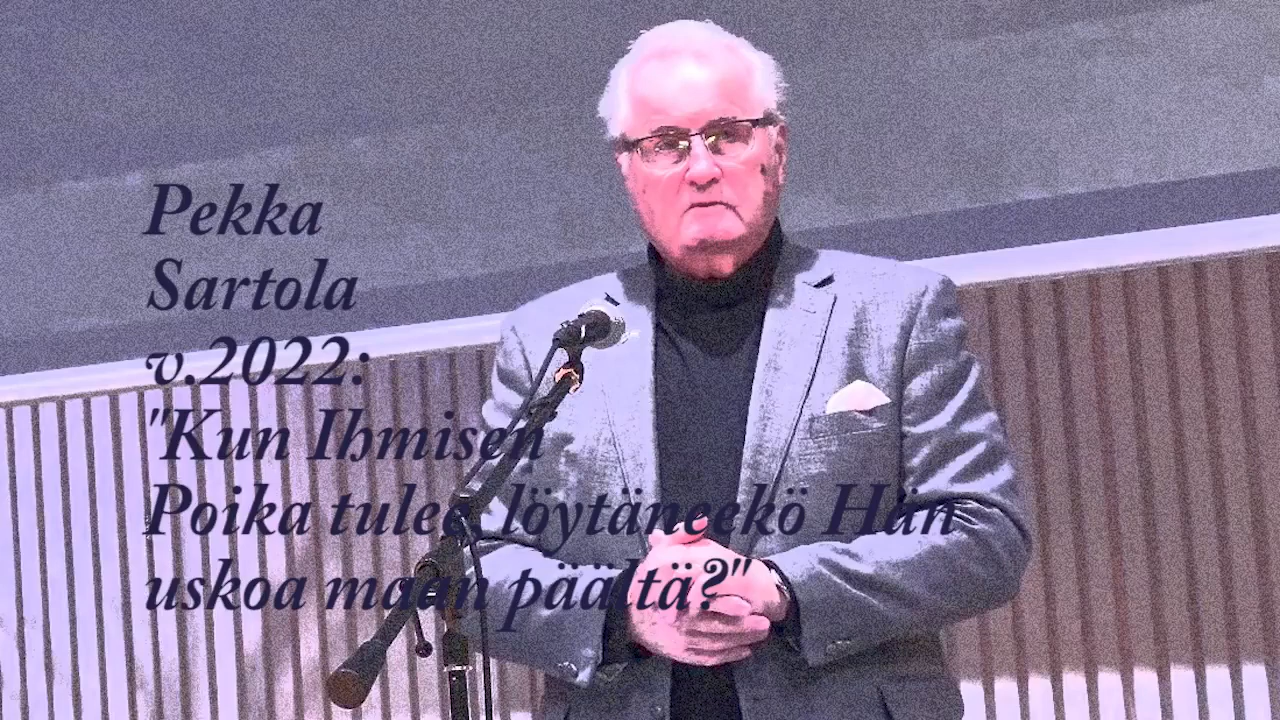 Pekka
Sartola
v.2022:
"Kun Ihmisen
Poika tulee, löytäneekö Hän
uskoa maan päältä?"